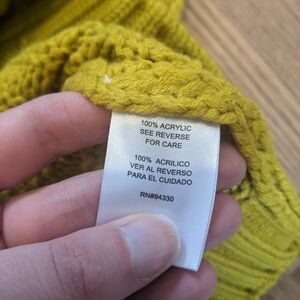 100% ACRYLIC
SEE REVERSE
FOR CARE
100% ACRILICO
VER AL REVERSO
PARA EL CUIDADO
RN#94330